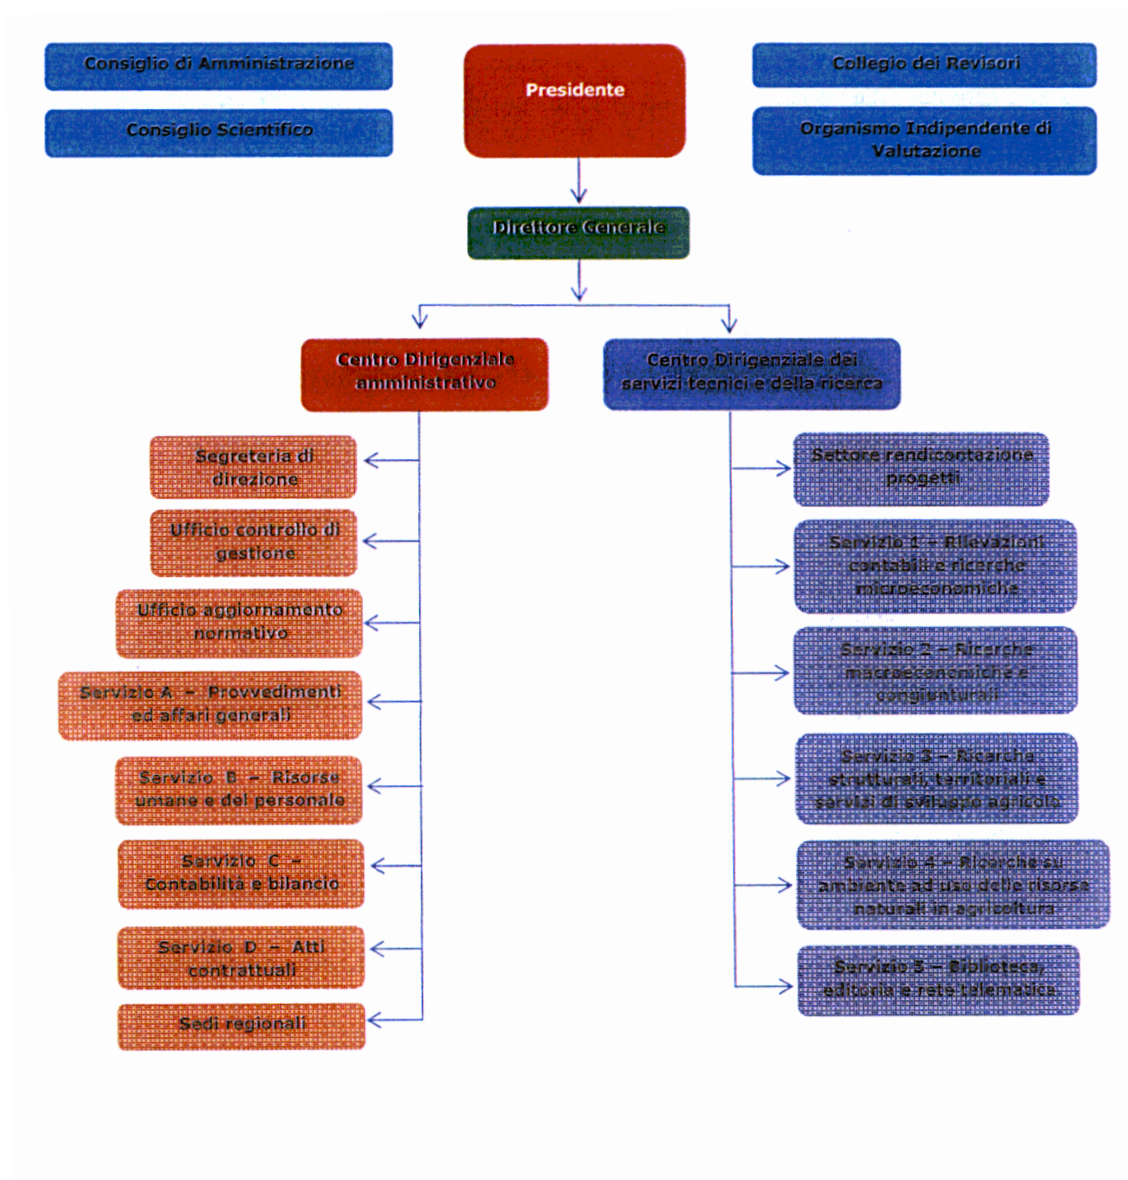 Consiglio di Amministrazione
Consiglio Scientifico
Presidente
Collegio dei Revisori
Organismo Indipendente di
Valutazione
Direttore Generale
Centro Dirigenziale
amministrativo
Centro Dirigenziale dei
servizi tecnici e della ricerca
Segreteria di
direzione
Ufficio controllo di
gestione
Ufficio aggiornamento
normativo
Servizio A – Provvedimenti
ed affari generali
Servizio B – Risorse
umane e del personale
Servizio C –
Contabilità e bilancio
Servizio D – Atti
contrattuali
Sedi regionali
Settore rendicontazione
progetti
Servizio 1 – Rilevazioni
contabili e ricerche
microeconomiche
Servizio 2 – Ricerche
macroeconomiche e
congiunturali
Servizio 3 – Ricerche
strutturali, territoriali e
servizi di sviluppo agricolo
Servizio 4 – Ricerche su
ambiente ad uso delle risorse
naturali in agricoltura
Servizio 5 – Biblioteca,
editoria e rete telematica